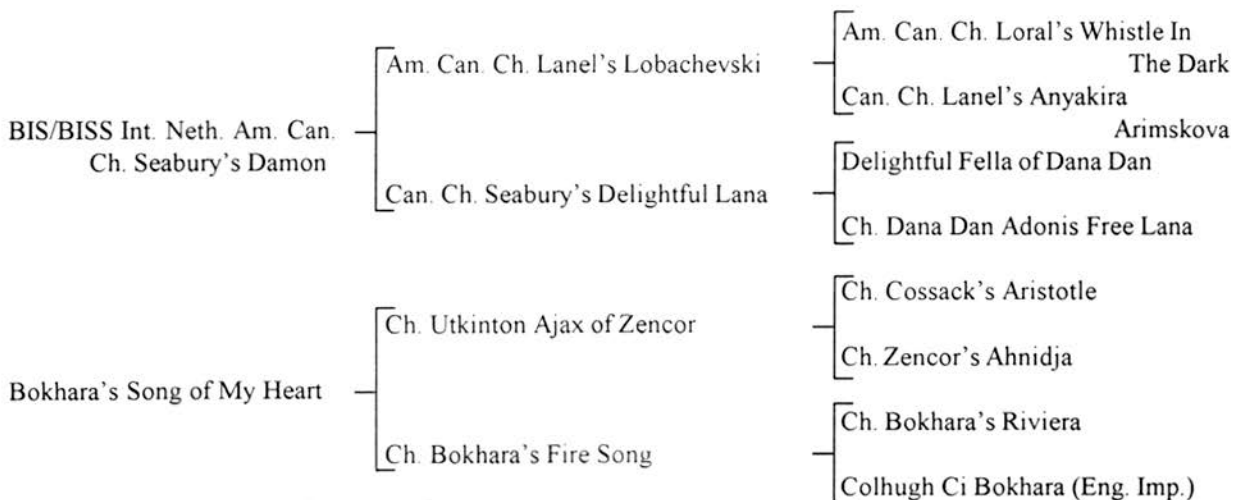 BIS/BISS Int. Neth. Am. Can.
Ch. Seabury's Damon
Am. Can. Ch. Lanel's Lobachevski
Am. Can. Ch. Loral's Whistle In
The Dark
Can. Ch. Lanel's Anyakira
Arimskova
Can. Ch. Seabury's Delightful Lana
Delightful Fella of Dana Dan
Ch. Dana Dan Adonis Free Lana
Bokhara's Song of My Heart
Ch. Utkinton Ajax of Zencor
Ch. Cossack's Aristotle
Ch. Zencor's Ahnidja
Ch. Bokhara's Fire Song
Ch. Bokhara's Riviera
Colhugh Ci Bokhara (Eng. Imp.)